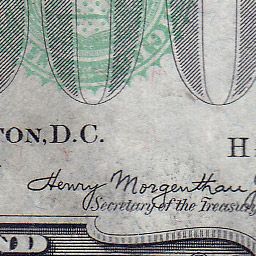 TON, D.C.
H
Henry Morgenthau
Secretary of the Treasury